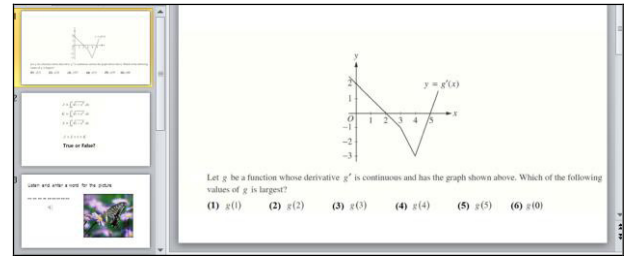 1
2
True or false?
3
Listen and writer a word for the picture
y
2
1
y = g'(x)
O
1 2 3 4 5
x
-1
-2
-3
Let g be a function whose derivative g' is continuous and has the graph shown above. Which of the following
values of g is largest?
(1) g(1) (2) g(2) (3) g(3) (4) g(4) (5) g(5) (6) g(0)